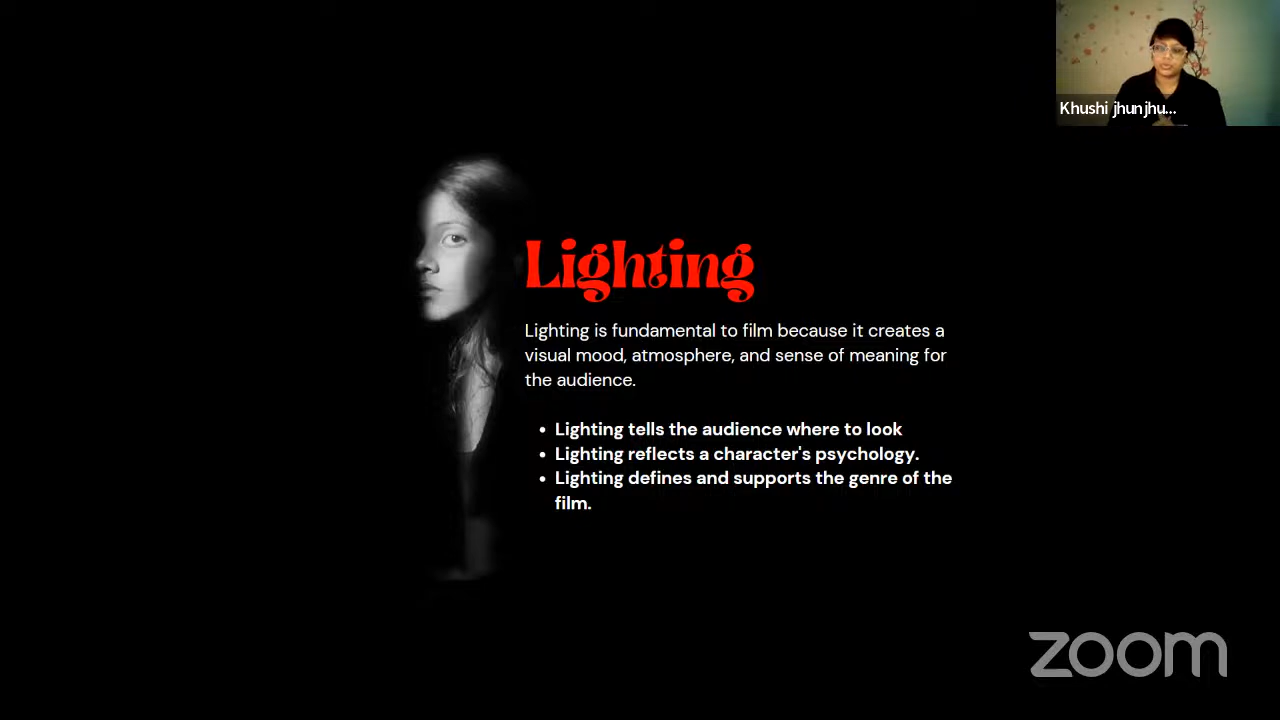 Khushi jhunjhu...
Lighting
Lighting is fundamental to film because it creates a
visual mood, atmosphere, and sense of meaning for
the audience.
• Lighting tells the audience where to look
• Lighting reflects a character's psychology.
• Lighting defines and supports the genre of the
film.
zoom